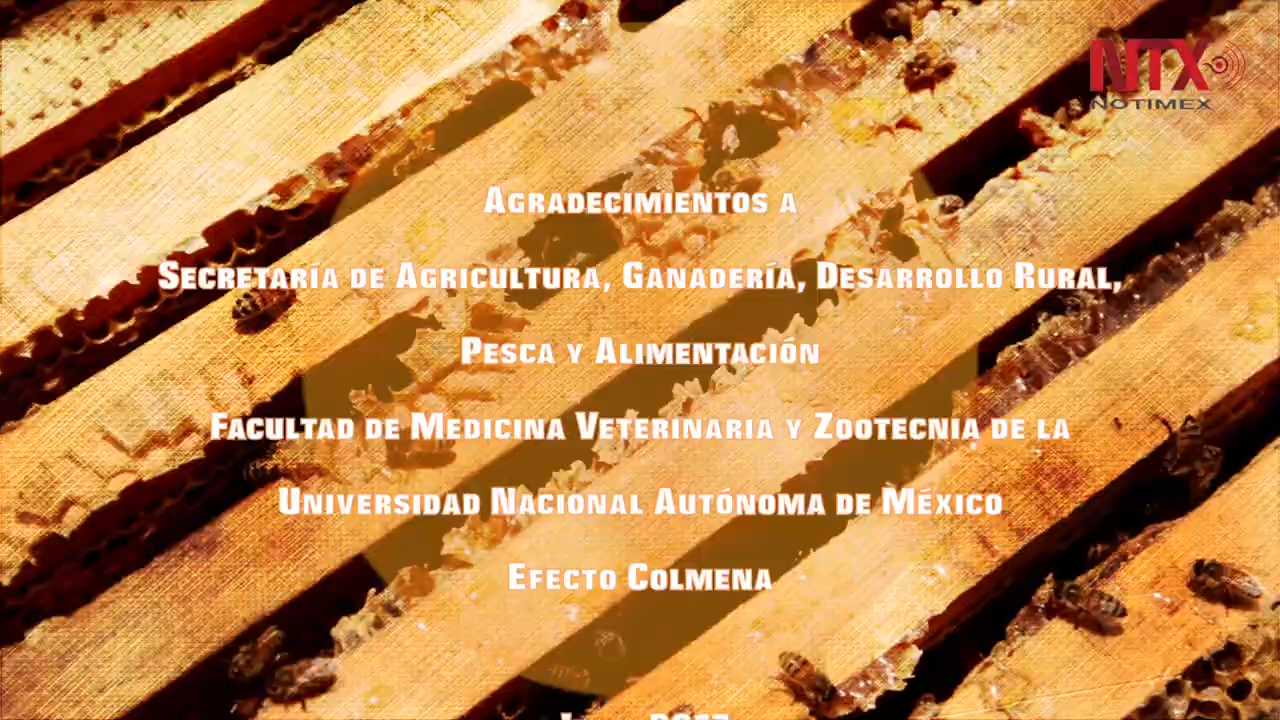 NTX
NOTIMEX
Agradecimientos a
Secretaría de Agricultura, Ganadería, Desarrollo Rural,
Pesca y Alimentación
Facultad de Medicina Veterinaria y Zootecnia de la
Universidad Nacional Autónoma de México
Efecto Colmena